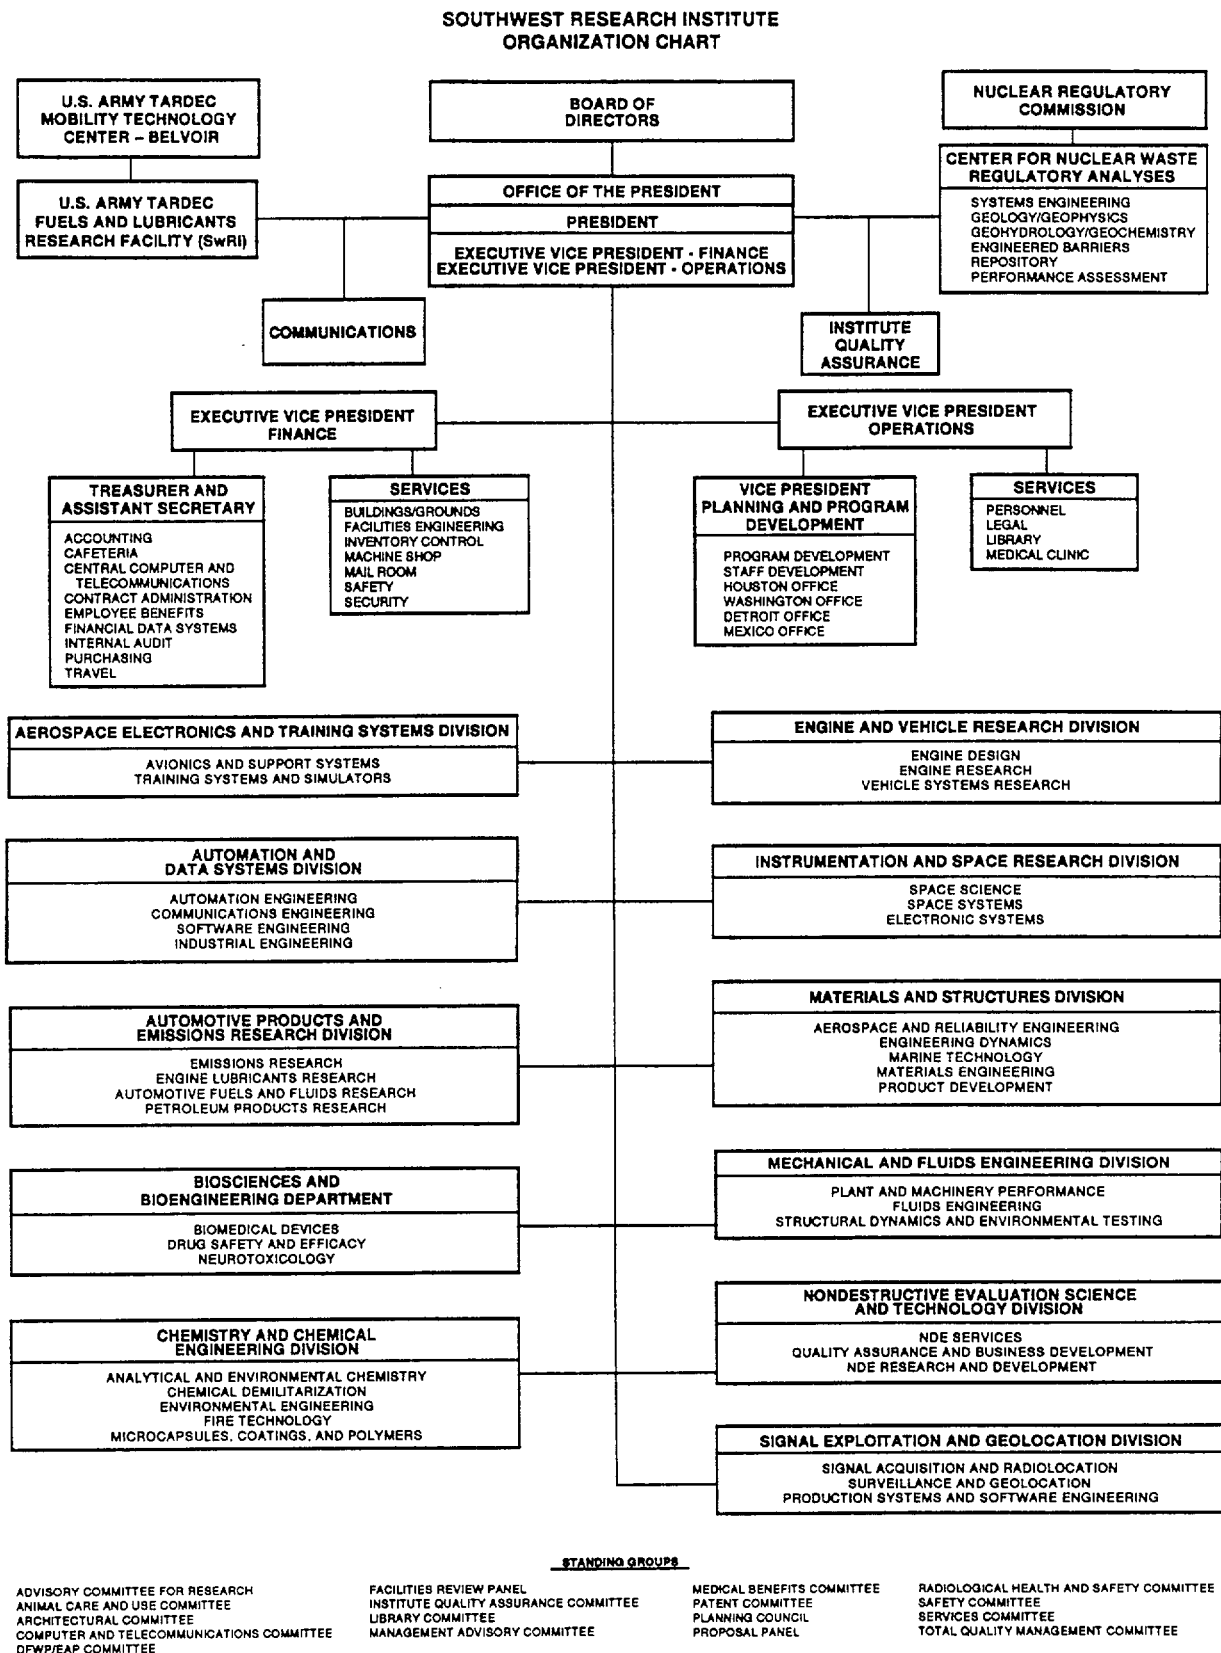 SOUTHWEST RESEARCH INSTITUTE
ORGANIZATION CHART
U.S. ARMY TARDEC
MOBILITY TECHNOLOGY
CENTER – BELVOIR
BOARD OF
DIRECTORS
NUCLEAR REGULATORY
COMMISSION
U.S. ARMY TARDEC
FUELS AND LUBRICANTS
RESEARCH FACILITY (SwRI)
OFFICE OF THE PRESIDENT
PRESIDENT
EXECUTIVE VICE PRESIDENT - FINANCE
EXECUTIVE VICE PRESIDENT - OPERATIONS
CENTER FOR NUCLEAR WASTE
REGULATORY ANALYSES
SYSTEMS ENGINEERING
GEOLOGY/GEOPHYSICS
GEOHYDROLOGY/GEOCHEMISTRY
ENGINEERED BARRIERS
REPOSITORY
PERFORMANCE ASSESSMENT
COMMUNICATIONS
INSTITUTE
QUALITY
ASSURANCE
EXECUTIVE VICE PRESIDENT
FINANCE
EXECUTIVE VICE PRESIDENT
OPERATIONS
TREASURER AND
ASSISTANT SECRETARY
ACCOUNTING
CAFETERIA
CENTRAL COMPUTER AND
TELECOMMUNICATIONS
CONTRACT ADMINISTRATION
EMPLOYEE BENEFITS
FINANCIAL DATA SYSTEMS
INTERNAL AUDIT
PURCHASING
TRAVEL
SERVICES
BUILDINGS/GROUNDS
FACILITIES ENGINEERING
INVENTORY CONTROL
MACHINE SHOP
MAIL ROOM
SAFETY
SECURITY
VICE PRESIDENT
PLANNING AND PROGRAM
DEVELOPMENT
PROGRAM DEVELOPMENT
STAFF DEVELOPMENT
HOUSTON OFFICE
WASHINGTON OFFICE
DETROIT OFFICE
MEXICO OFFICE
SERVICES
PERSONNEL
LEGAL
LIBRARY
MEDICAL CLINIC
AEROSPACE ELECTRONICS AND TRAINING SYSTEMS DIVISION
AVIONICS AND SUPPORT SYSTEMS
TRAINING SYSTEMS AND SIMULATORS
ENGINE AND VEHICLE RESEARCH DIVISION
ENGINE DESIGN
ENGINE RESEARCH
VEHICLE SYSTEMS RESEARCH
AUTOMATION AND
DATA SYSTEMS DIVISION
AUTOMATION ENGINEERING
COMMUNICATIONS ENGINEERING
SOFTWARE ENGINEERING
INDUSTRIAL ENGINEERING
INSTRUMENTATION AND SPACE RESEARCH DIVISION
SPACE SCIENCE
SPACE SYSTEMS
ELECTRONIC SYSTEMS
AUTOMOTIVE PRODUCTS AND
EMISSIONS RESEARCH DIVISION
EMISSIONS RESEARCH
ENGINE LUBRICANTS RESEARCH
AUTOMOTIVE FUELS AND FLUIDS RESEARCH
PETROLEUM PRODUCTS RESEARCH
MATERIALS AND STRUCTURES DIVISION
AEROSPACE AND RELIABILITY ENGINEERING
ENGINEERING DYNAMICS
MARINE TECHNOLOGY
MATERIALS ENGINEERING
PRODUCT DEVELOPMENT
BIOSCIENCES AND
BIOENGINEERING DEPARTMENT
BIOMEDICAL DEVICES
DRUG SAFETY AND EFFICACY
NEUROTOXICOLOGY
MECHANICAL AND FLUIDS ENGINEERING DIVISION
PLANT AND MACHINERY PERFORMANCE
FLUIDS ENGINEERING
STRUCTURAL DYNAMICS AND ENVIRONMENTAL TESTING
CHEMISTRY AND CHEMICAL
ENGINEERING DIVISION
ANALYTICAL AND ENVIRONMENTAL CHEMISTRY
CHEMICAL DEMILITARIZATION
ENVIRONMENTAL ENGINEERING
FIRE TECHNOLOGY
MICROCAPSULES, COATINGS, AND POLYMERS
NONDESTRUCTIVE EVALUATION SCIENCE
AND TECHNOLOGY DIVISION
NDE SERVICES
QUALITY ASSURANCE AND BUSINESS DEVELOPMENT
NDE RESEARCH AND DEVELOPMENT
SIGNAL EXPLOITATION AND GEOLOCATION DIVISION
SIGNAL ACQUISITION AND RADIOLOCATION
SURVEILLANCE AND GEOLOCATION
PRODUCTION SYSTEMS AND SOFTWARE ENGINEERING
STANDING GROUPS
ADVISORY COMMITTEE FOR RESEARCH
ANIMAL CARE AND USE COMMITTEE
ARCHITECTURAL COMMITTEE
COMPUTER AND TELECOMMUNICATIONS COMMITTEE
DFWP/EAP COMMITTEE
FACILITIES REVIEW PANEL
INSTITUTE QUALITY ASSURANCE COMMITTEE
LIBRARY COMMITTEE
MANAGEMENT ADVISORY COMMITTEE
MEDICAL BENEFITS COMMITTEE
PATENT COMMITTEE
PLANNING COUNCIL
PROPOSAL PANEL
RADIOLOGICAL HEALTH AND SAFETY COMMITTEE
SAFETY COMMITTEE
SERVICES COMMITTEE
TOTAL QUALITY MANAGEMENT COMMITTEE